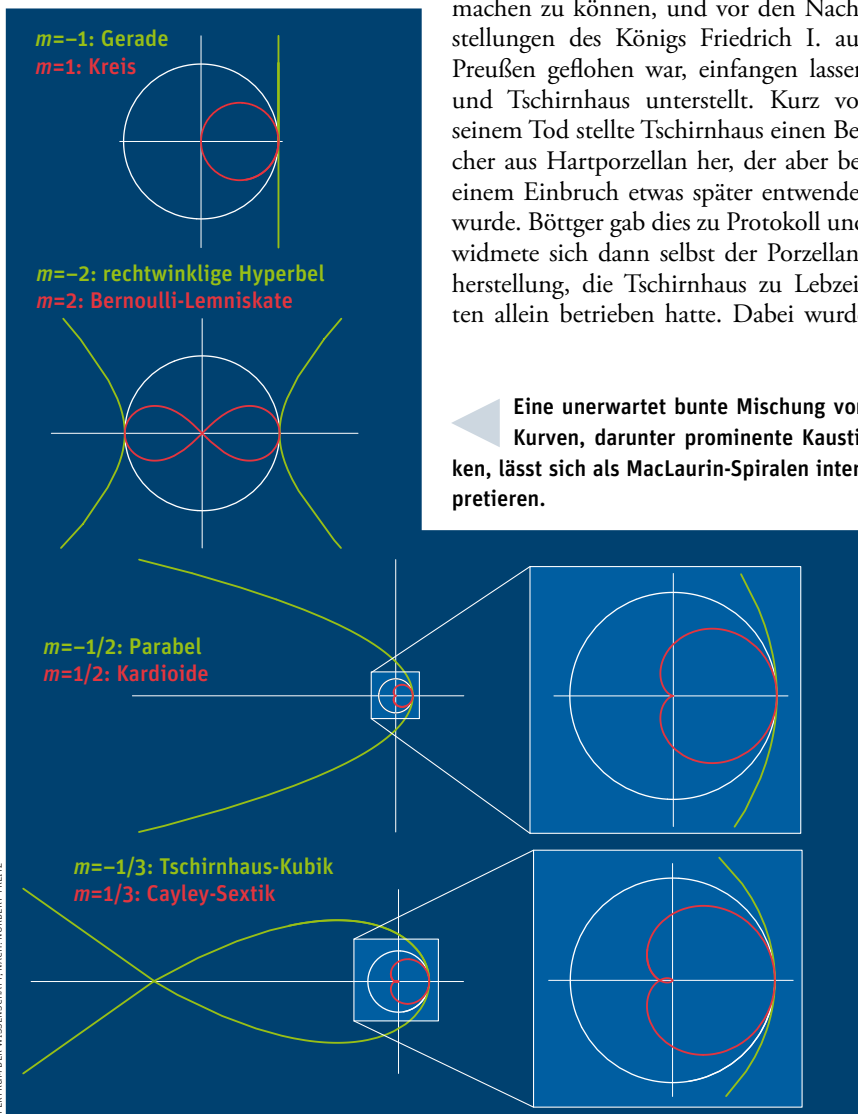 m=–1: Gerade
m=1: Kreis
m=–2: rechtwinklige Hyperbel
m=2: Bernoulli-Lemniskate
m=–1/2: Parabel
m=1/2: Kardioide
m=–1/3: Tschirnhaus-Kubik
m=1/3: Cayley-Sextik
machen zu können, und vor den Nach
stellungen des Königs Friedrich I. au
Preußen geflohen war, einfangen lassen
und Tschirnhaus unterstellt. Kurz vo
seinem Tod stellte Tschirnhaus einen Be
cher aus Hartporzellan her, der aber be
einem Einbruch etwas später entwende
wurde. Böttger gab dies zu Protokoll und
widmete sich dann selbst der Porzellan
herstellung, die Tschirnhaus zu Lebzei
ten allein betrieben hatte. Dabei wurd
Eine unerwartet bunte Mischung vor
Kurven, darunter prominente Kausti
ken, lässt sich als MacLaurin-Spiralen inter
pretieren.